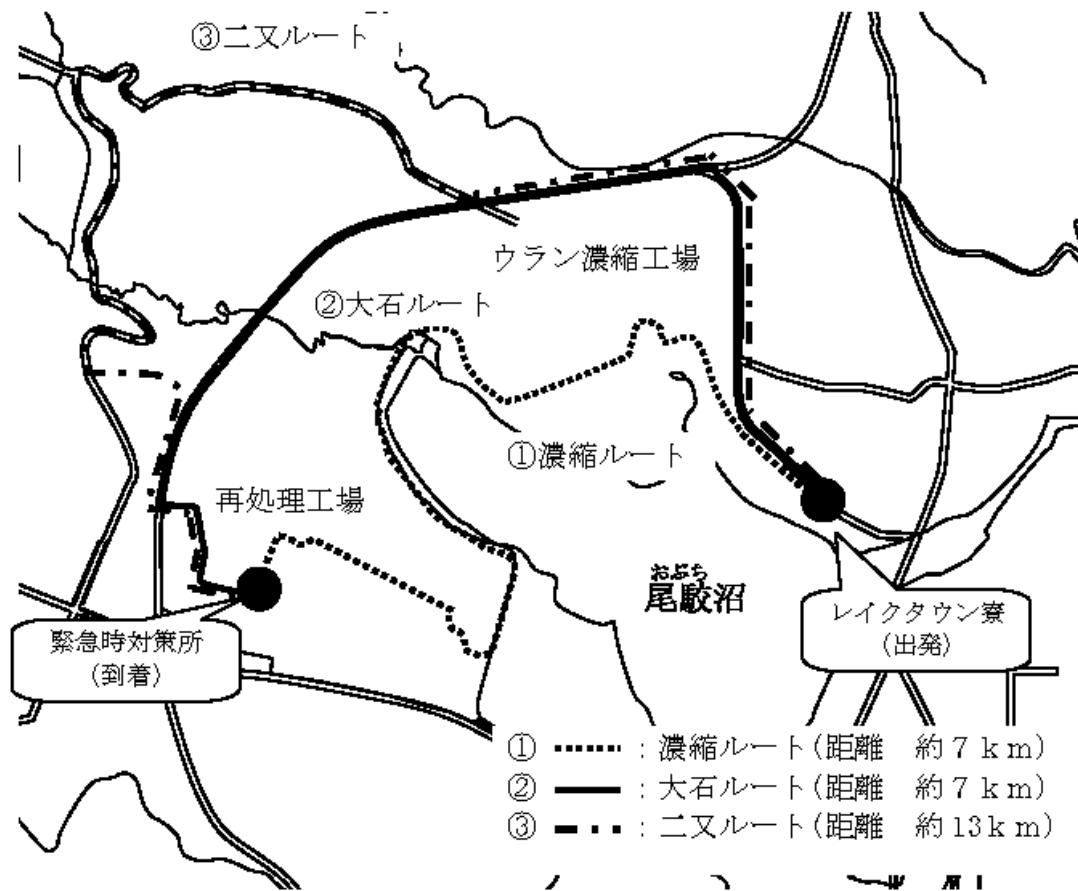 ③二又ルート
ウラン濃縮工場
②大石ルート
①濃縮ルート
再処理工場
おぶち
尾駮沼
レイクタウン寮
(出発)
緊急時対策所
(到着)
① : 濃縮ルート(距離 約7km)
② : 大石ルート(距離 約7km)
③ : 二又ルート(距離 約13km)